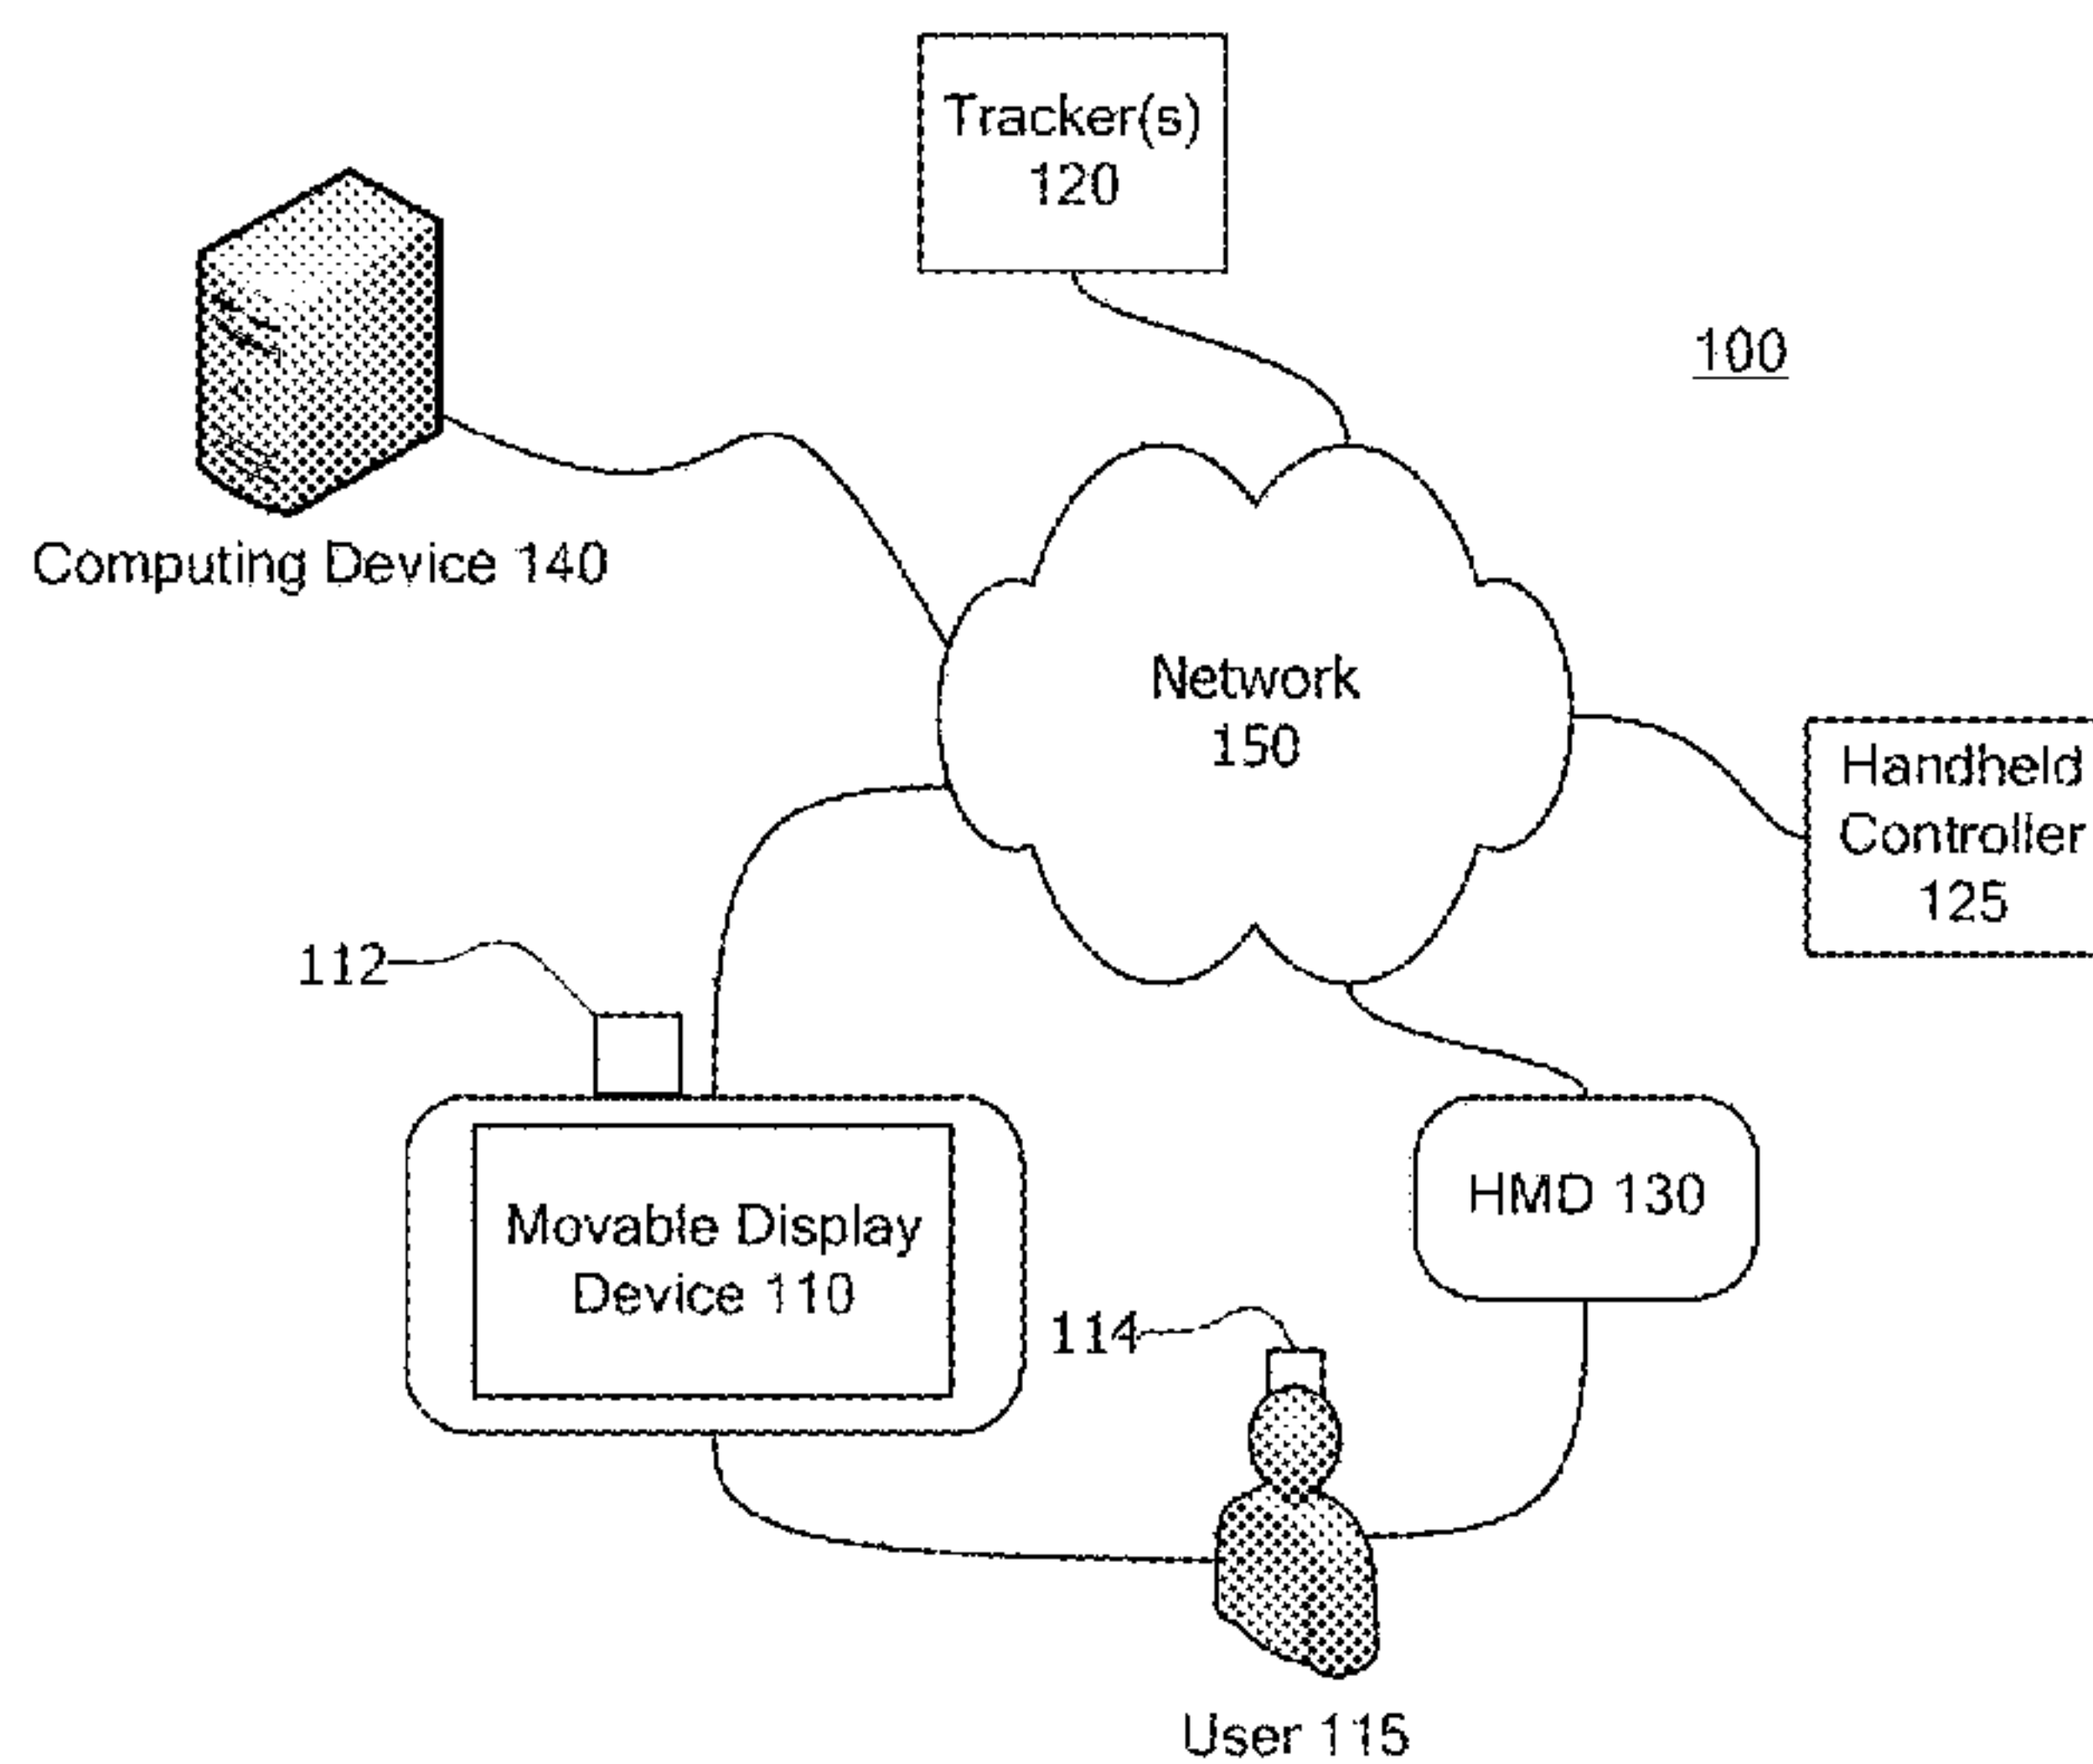 Tracker(s)
120
100
Computing Device 140
Network
150
Handheld
Controller
125
112
Movable Display
Device 110
HMD 130
114
User 115